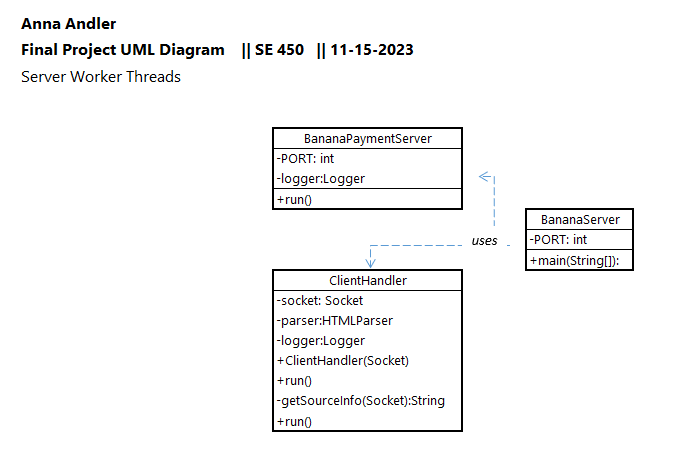 Anna Andler
Final Project UML Diagram || SE 450 || 11-15-2023
Server Worker Threads
BananaPaymentServer
-PORT: int
-logger:Logger
+run()
BananaServer
-PORT: int
+main(String[]):
uses
ClientHandler
-socket: Socket
-parser:HTMLParser
-logger:Logger
+ClientHandler(Socket)
+run()
-getSourceInfo(Socket):String
+run()